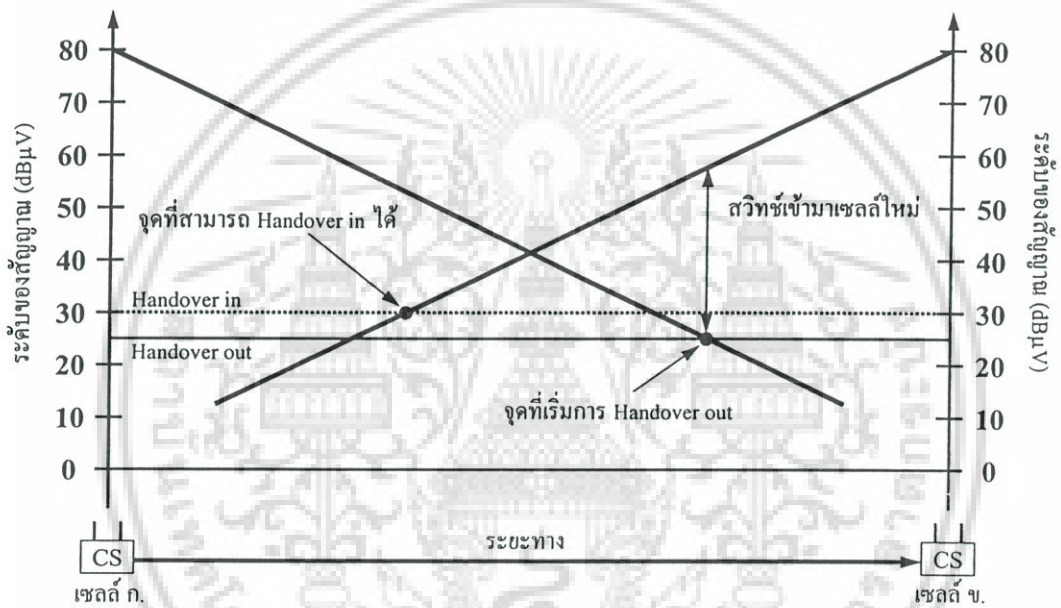 ระดับของสัญญาณ (dBµV)
80
70
60
50
40
30
20
10
0
จุดที่สามารถ Handover in ได้
Handover in
Handover out
สวิทช์เข้ามาเซลล์ใหม่
จุดที่เริ่มการ Handover out
80
70
60
50
40
30
20
10
0
ระดับของสัญญาณ (dBµV)
CS
ระยะทาง
CS
เซลล์ ก.
เซลล์ ข.